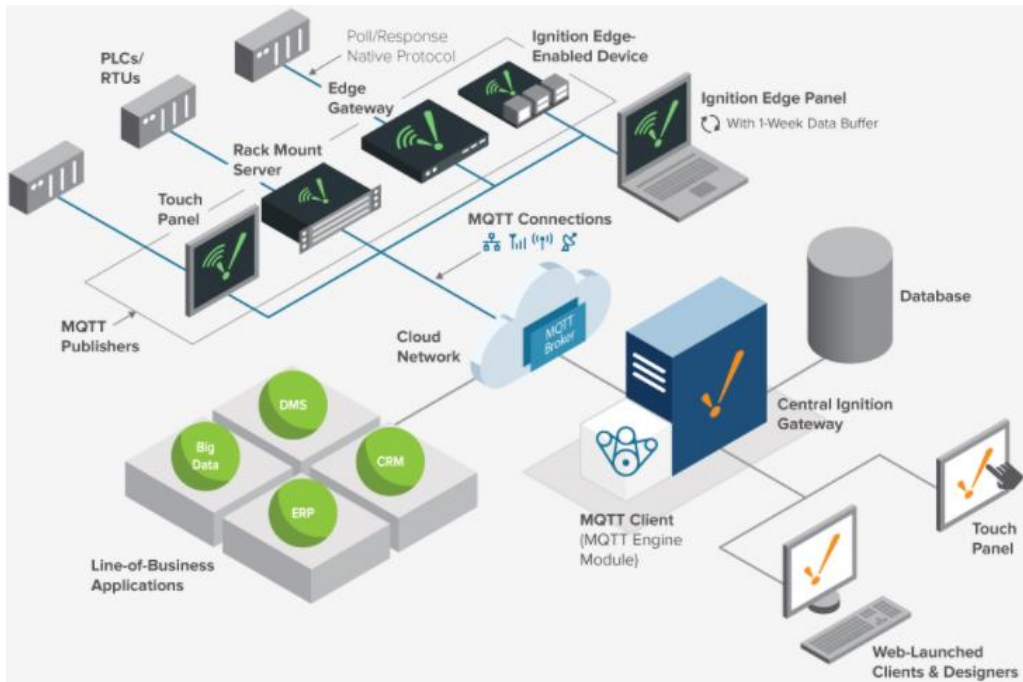 Poll/Response
Native Protocol
Ignition Edge-
Enabled Device
PLCs/
RTUs
Edge
Gateway
Ignition Edge Panel
With 1-Week Data Buffer
Rack Mount
Server
Touch
Panel
MQTT Connections
Database
MQTT
Publishers
Cloud
Network
MQTT
Broker
DMS
Big
Data
CRM
ERP
Central Ignition
Gateway
MQTT Client
(MQTT Engine
Module)
Touch
Panel
Line-of-Business
Applications
Web-Launched
Clients & Designers